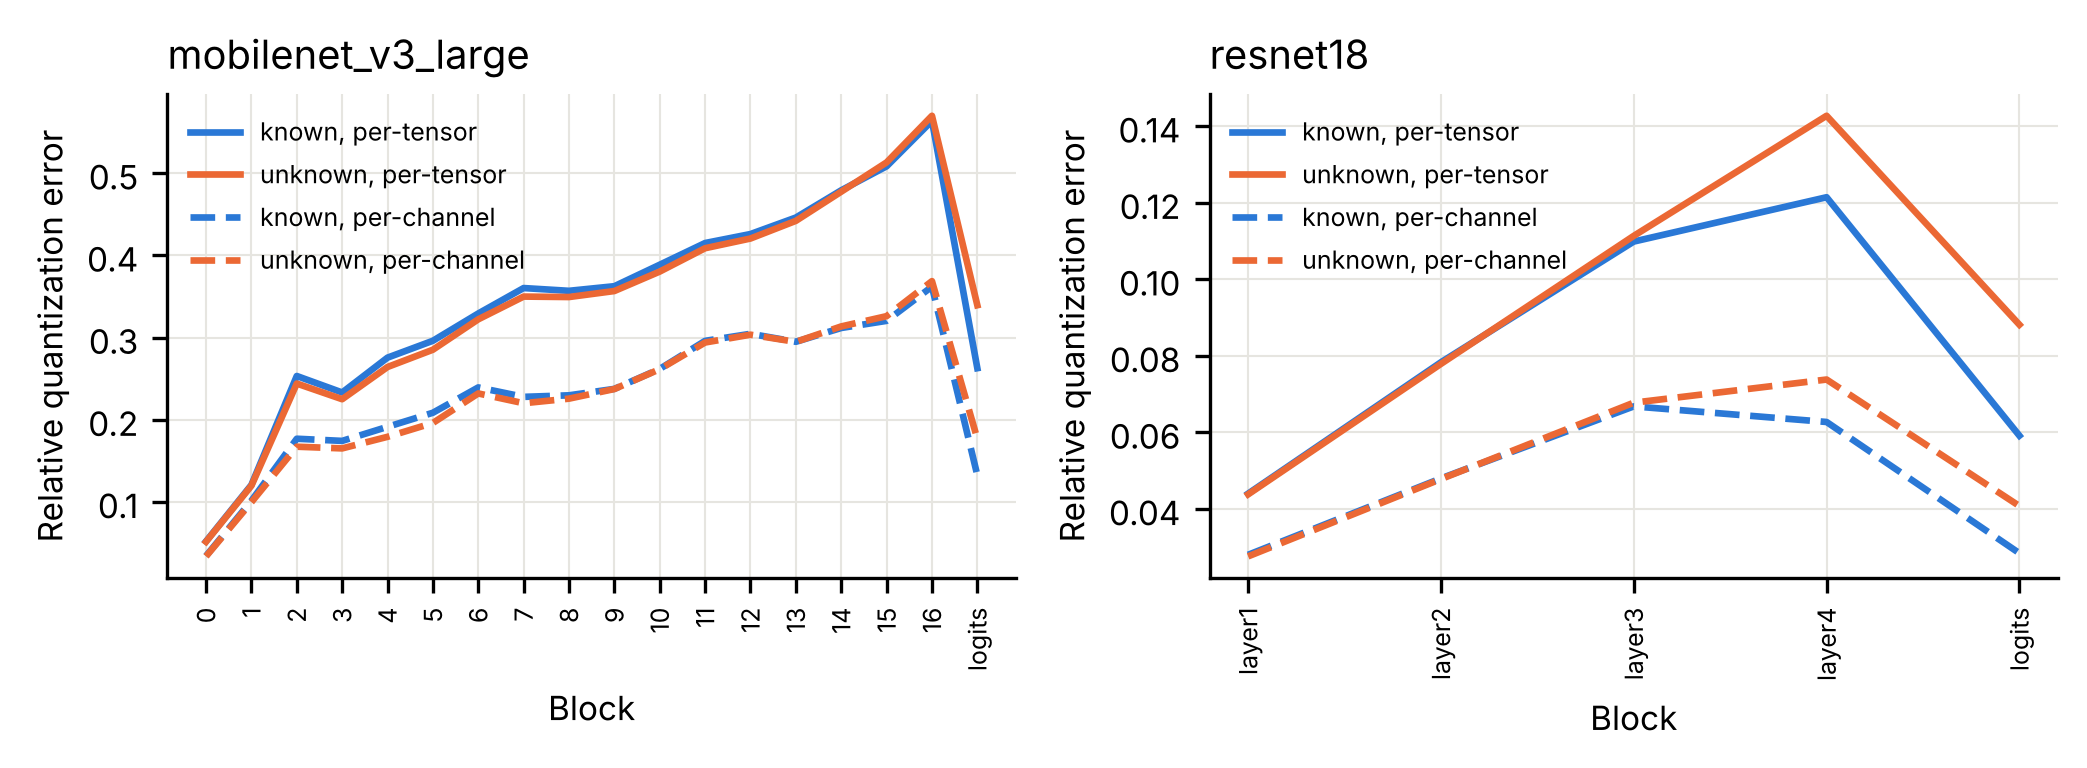 mobilenet_v3_large
known, per-tensor
unknown, per-tensor
known, per-channel
unknown, per-channel
Relative quantization error
0.5
0.4
0.3
0.2
0.1
0
1
2
3
4
5
6
7
8
9
10
11
12
13
14
15
16
logits
Block
resnet18
known, per-tensor
unknown, per-tensor
known, per-channel
unknown, per-channel
Relative quantization error
0.14
0.12
0.10
0.08
0.06
0.04
layer1
layer2
layer3
layer4
logits
Block